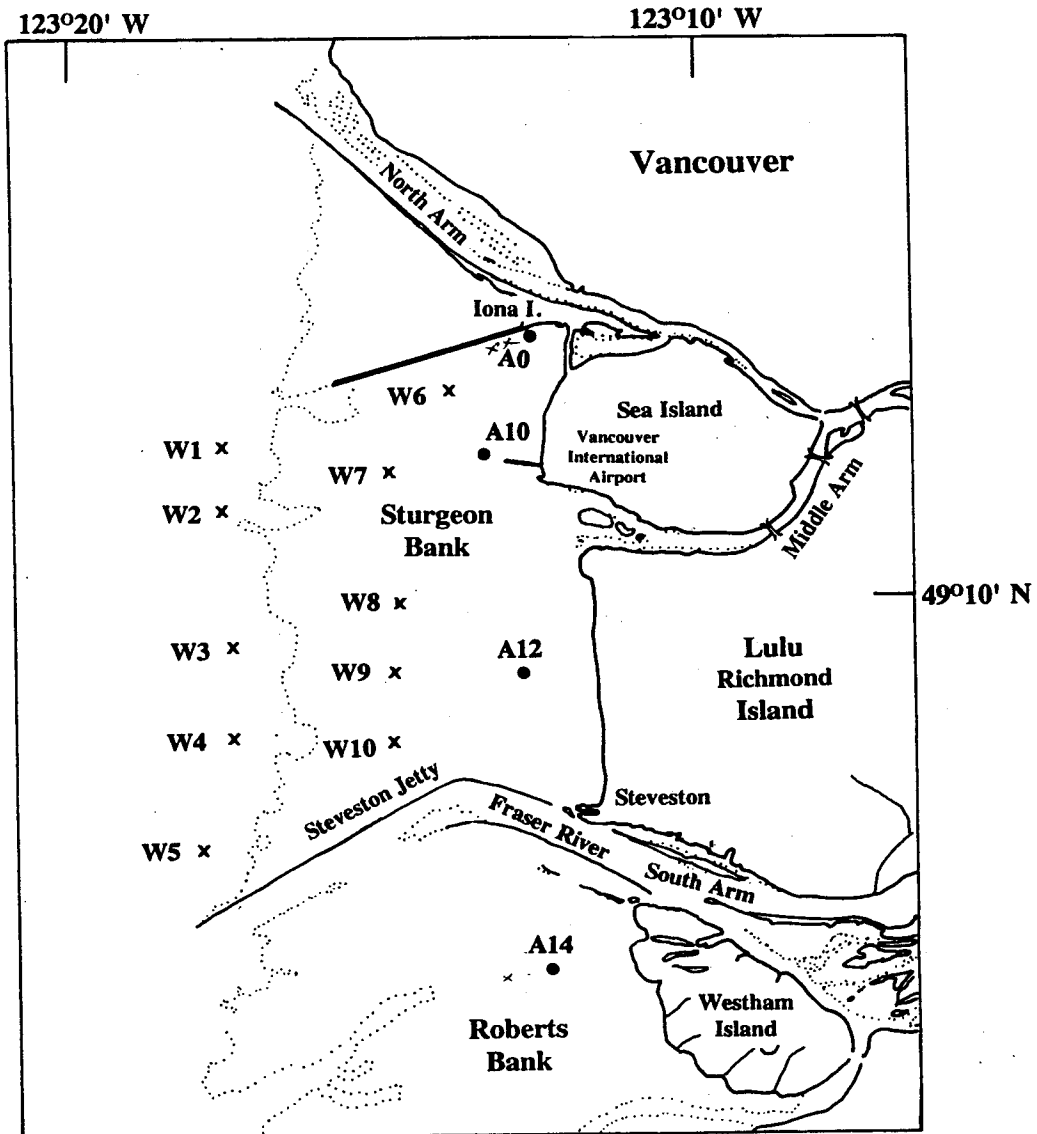 123°20' W
123°10' W
Vancouver
North Arm
Iona I.
A0
W6
Sea Island
A10
Vancouver
International
Airport
W1
W7
Middle Arm
W2
Sturgeon
Bank
W8
49°10' N
W3
A12
W9
Lulu
Richmond
Island
W4
W10
Steveston Jetty
Steveston
Fraser River
W5
South Arm
A14
Westham
Island
Roberts
Bank